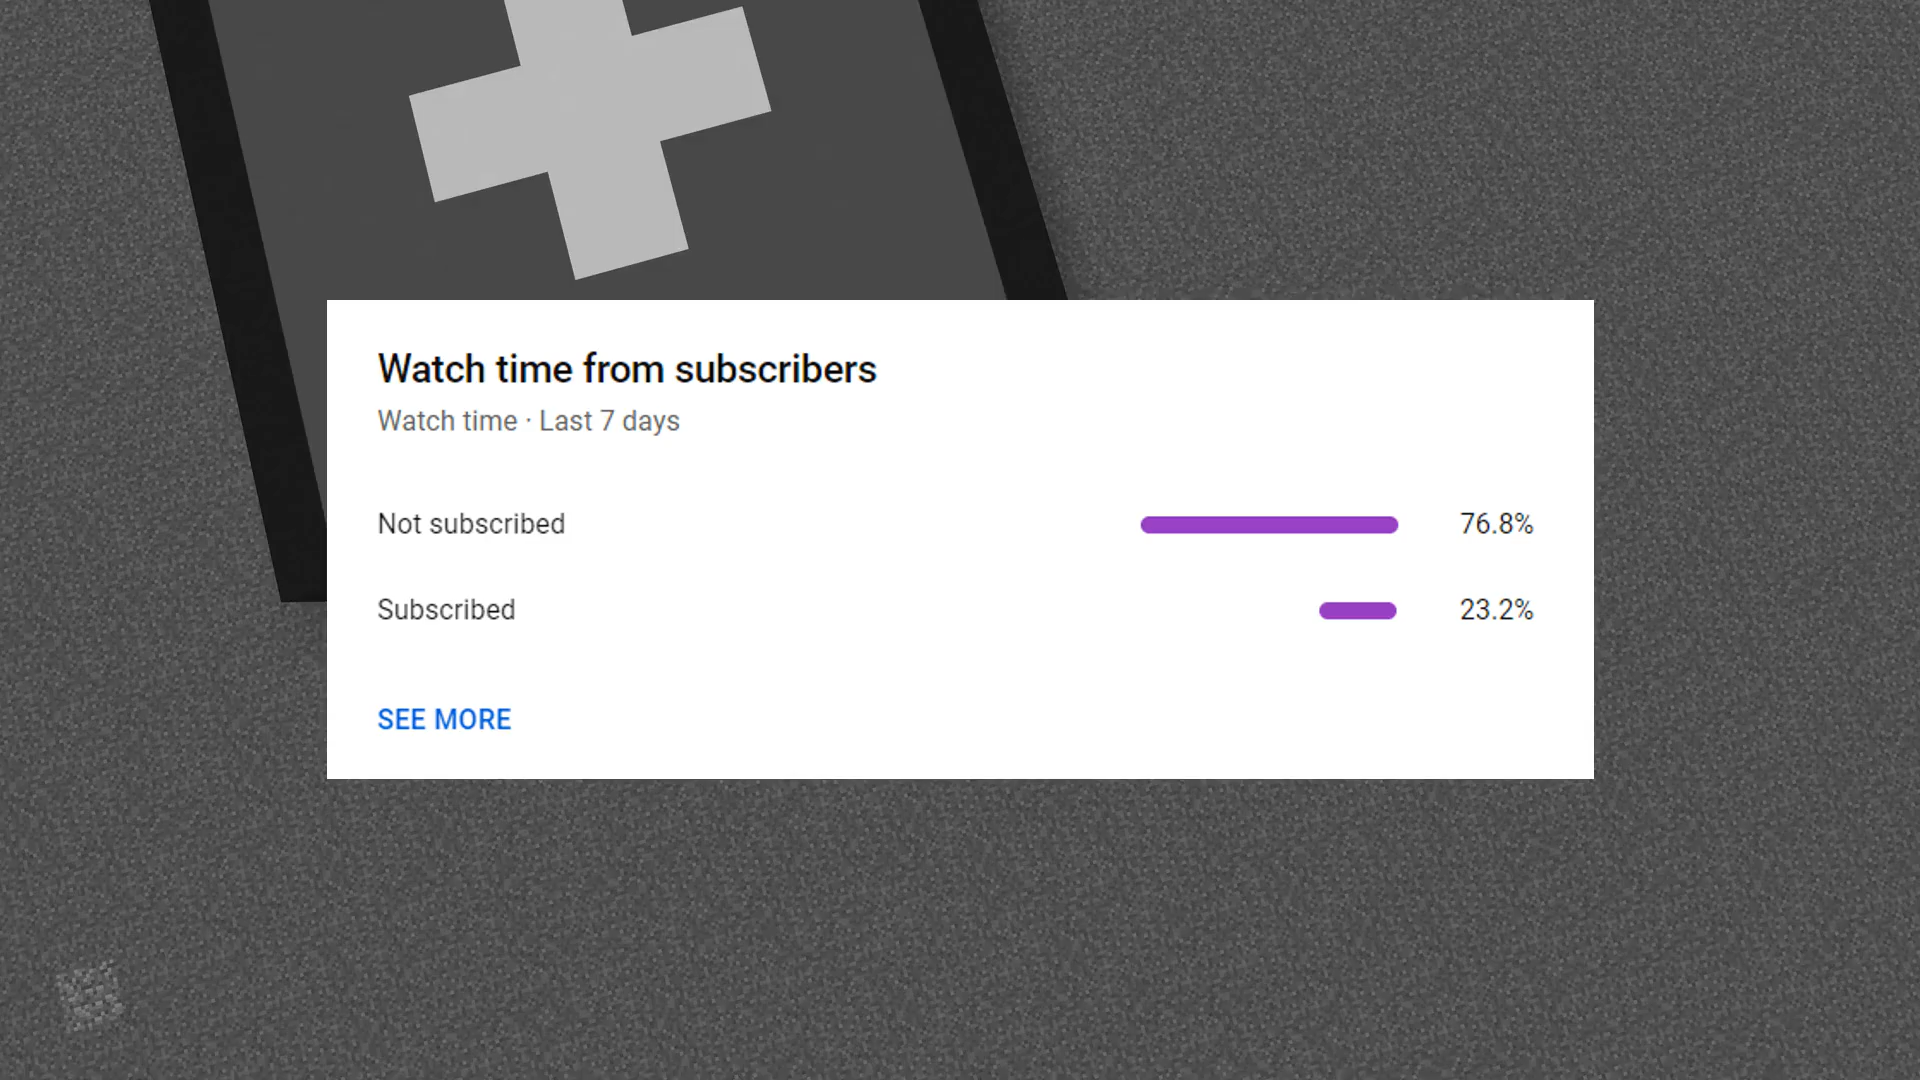 Watch time from subscribers
Watch time · Last 7 days
Not subscribed 76.8%
Subscribed 23.2%
SEE MORE